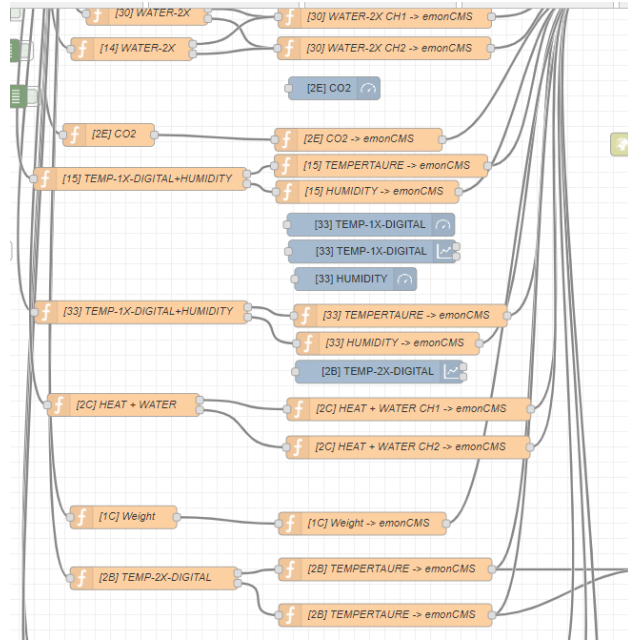 [30] WATER-2X
[30] WATER-2X CH1 -> emonCMS
[14] WATER-2X
[30] WATER-2X CH2 -> emonCMS
[2E] CO2
[2E] CO2
[2E] CO2 -> emonCMS
[15] TEMPERTAURE -> emonCMS
[15] TEMP-1X-DIGITAL+HUMIDITY
[15] HUMIDITY -> emonCMS
[33] TEMP-1X-DIGITAL
[33] TEMP-1X-DIGITAL
[33] HUMIDITY
[33] TEMP-1X-DIGITAL+HUMIDITY
[33] TEMPERTAURE -> emonCMS
[33] HUMIDITY -> emonCMS
[2B] TEMP-2X-DIGITAL
[2C] HEAT + WATER
[2C] HEAT + WATER CH1 -> emonCMS
[2C] HEAT + WATER CH2 -> emonCMS
[1C] Weight
[1C] Weight -> emonCMS
[2B] TEMPERTAURE -> emonCMS
[2B] TEMP-2X-DIGITAL
[2B] TEMPERTAURE -> emonCMS